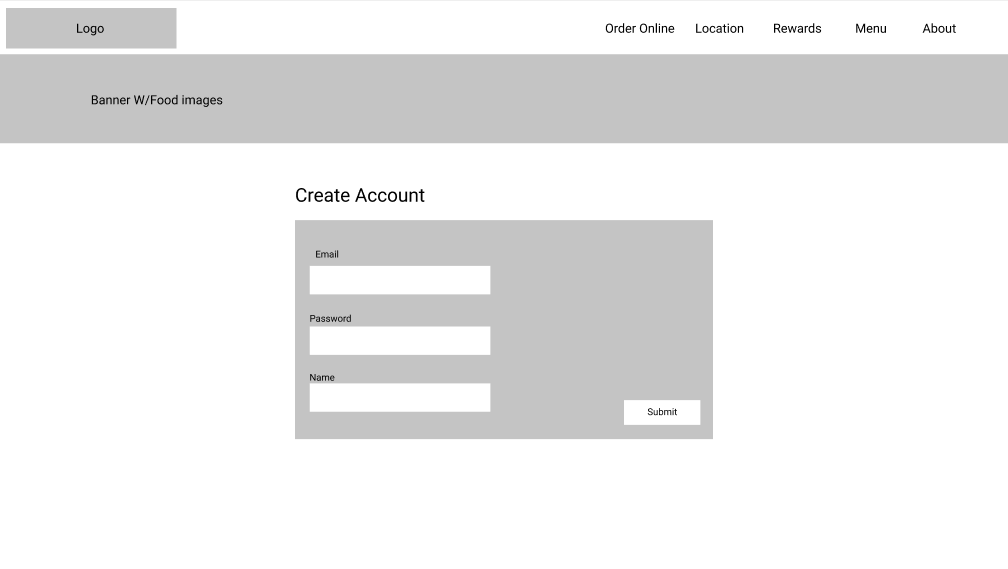 Logo
Order Online Location Rewards Menu About
Banner W/Food images
Create Account
Email
Password
Name
Submit